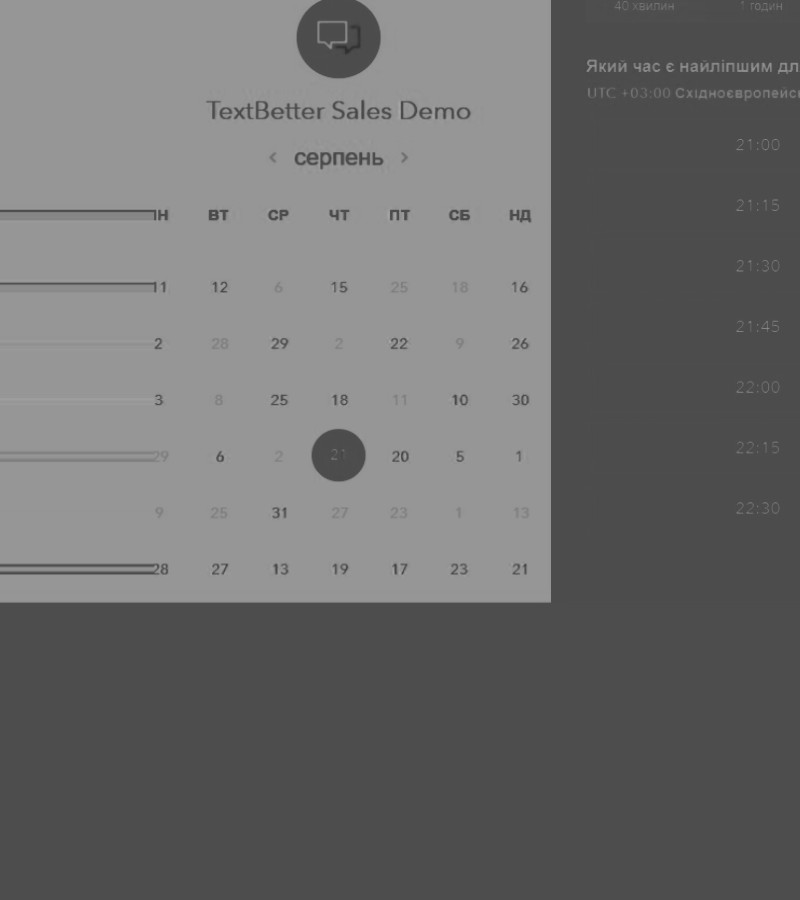 TextBetter Sales Demo
‹ серпень ›
ІН ВТ СР ЧТ ПТ СБ НД
11 12 6 15 25 18 16
2 28 29 2 22 9 26
3 8 25 18 11 10 30
29 6 2 21 20 5 1
9 25 31 27 23 1 13
28 27 13 19 17 23 21
40 хвилин 1 годин
Який час є найліпшим дл
UTC +03:00 Східноєвропейсь
21:00
21:15
21:30
21:45
22:00
22:15
22:30